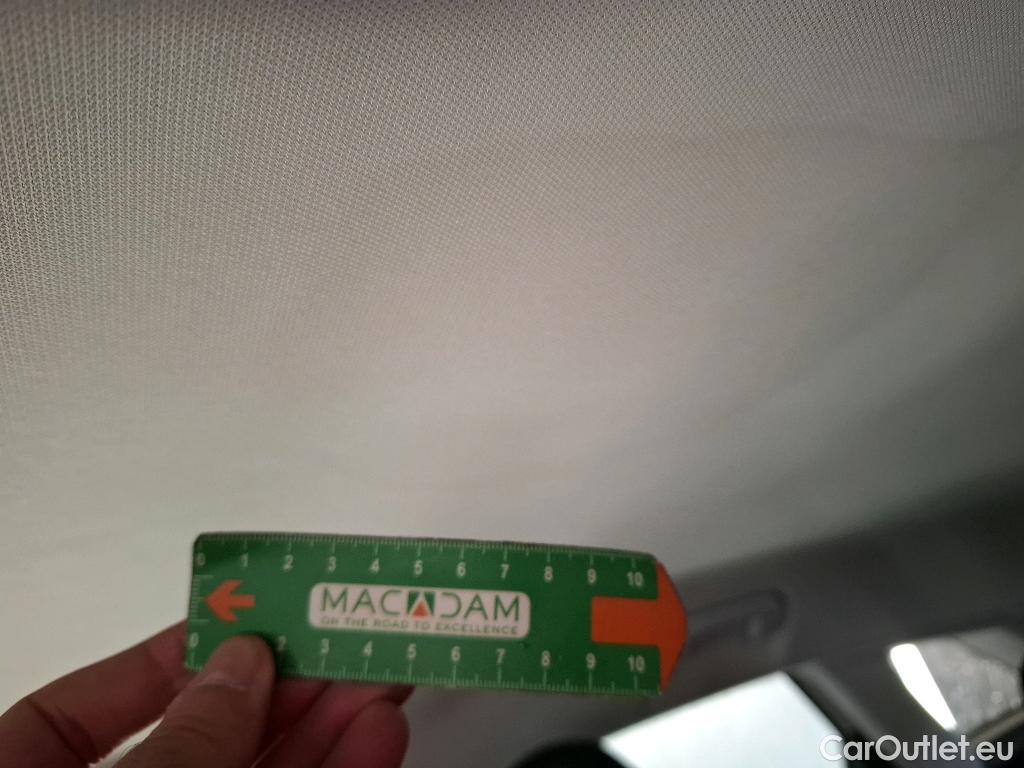 0 1 2 3 4 5 6 7 8 9 10
MACADAM
ON THE ROAD TO EXCELLENCE
0 2 3 4 5 6 7 8 9 10
CarOutlet.eu